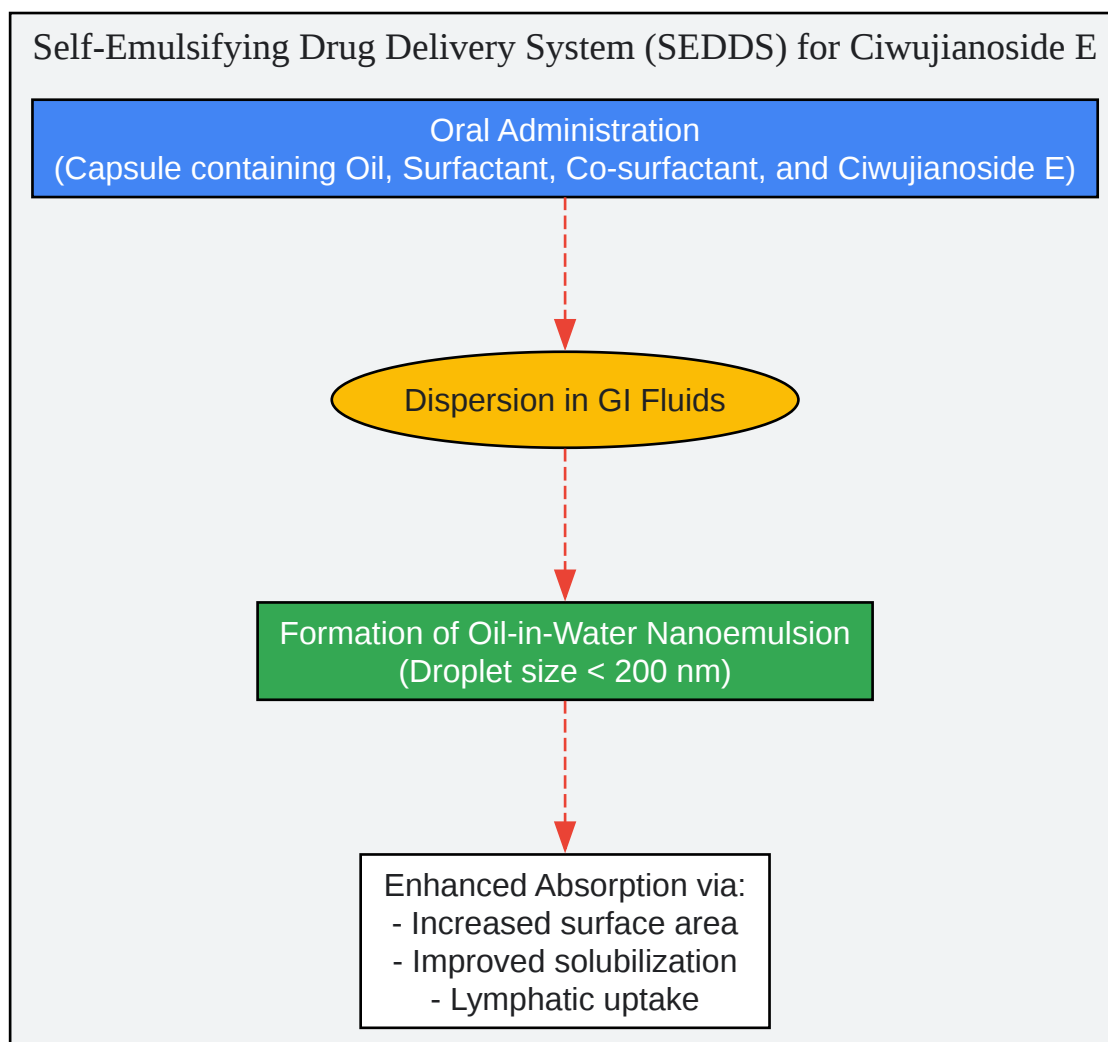 Self-Emulsifying Drug Delivery System (SEDDS) for Ciwujianoside E
Oral Administration
(Capsule containing Oil, Surfactant, Co-surfactant, and Ciwujianoside E)
Dispersion in GI Fluids
Formation of Oil-in-Water Nanoemulsion
(Droplet size < 200 nm)
Enhanced Absorption via:
- Increased surface area
- Improved solubilization
- Lymphatic uptake